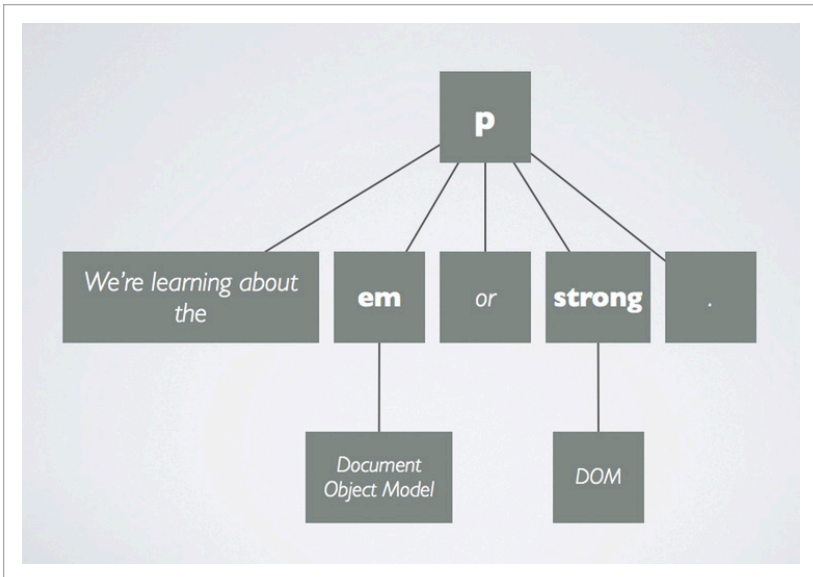 p
We're learning about
the
em
or
strong
.
Document
Object Model
DOM